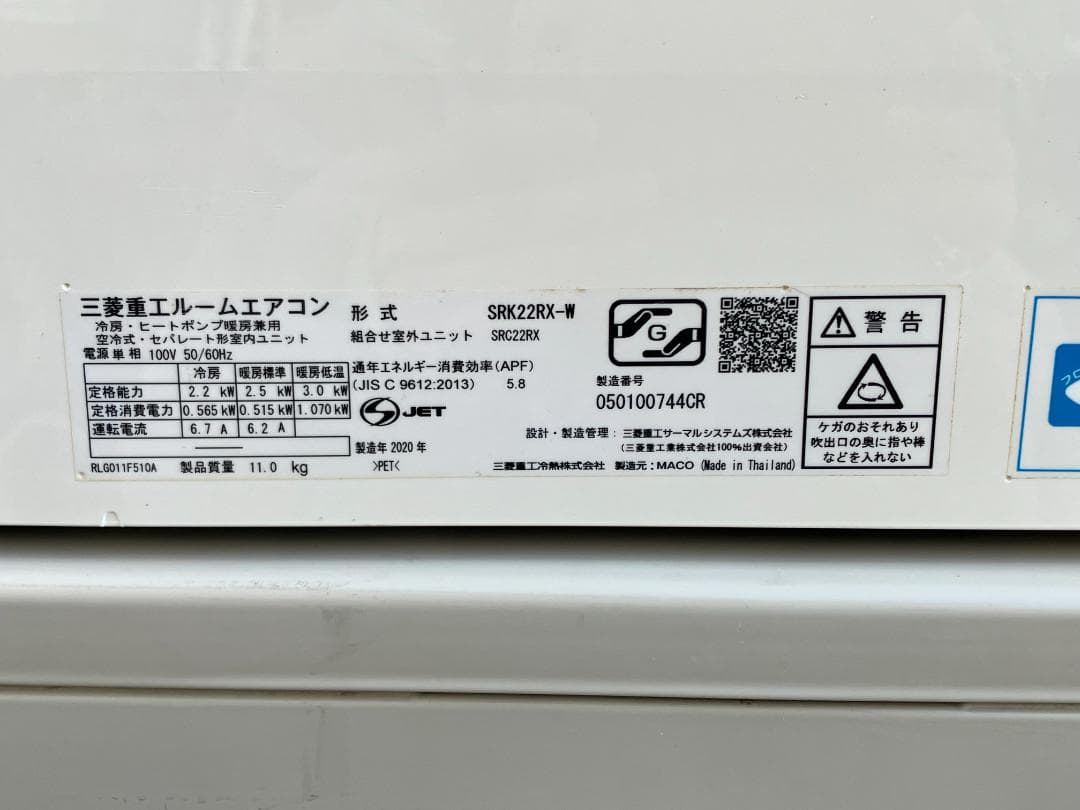 三菱重工ルームエアコン
冷房・ヒートポンプ暖房兼用
空冷式・セパレート形室内ユニット
電源 単相 100V 50/60Hz
冷房 暖房標準 暖房低温
定格能力 2.2 kW 2.5 kW 3.0 kW
定格消費電力 0.565 kW 0.515 kW 1.070 kW
運転電流 6.7 A 6.2 A
RLG011F510A 製品質量 11.0 kg
形式 SRK22RX-W
組合せ室外ユニット SRC22RX
通年エネルギー消費効率(APF)
(JIS C 9612:2013) 5.8
S JET
製造年 2020 年
>PET<
G
製造番号
050100744CR
設計・製造管理：三菱重工サーマルシステムズ株式会社
(三菱重工業株式会社100%出資会社)
三菱重工冷熱株式会社 製造元：MACO (Made in Thailand)
警告
ケガのおそれあり
吹出口の奥に指や棒
などを入れない
フロ